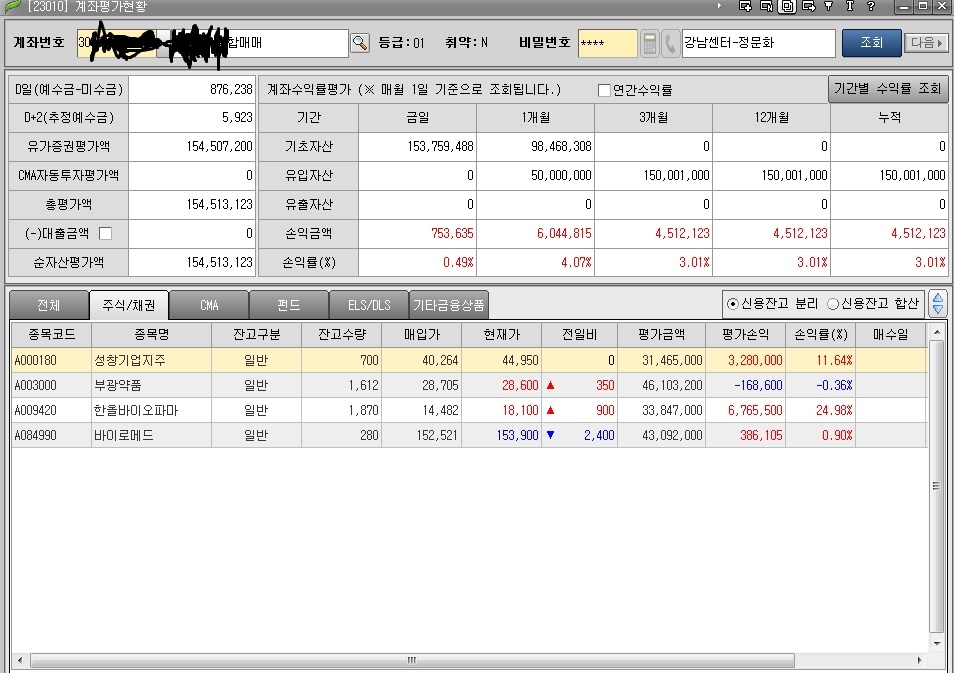 [23010] 계좌평가현황
계좌번호 30 합매매 등급:01 취약:N 비밀번호 **** 강남센터-정문화 조회 다음
D일(예수금-미수금) 876,238 계좌수익률평가 (※ 매월 1일 기준으로 조회됩니다.) 연간수익률 기간별 수익률 조회
D+2(추정예수금) 5,923 기간 금일 1개월 3개월 12개월 누적
유가증권평가액 154,507,200 기초자산 153,759,488 98,468,308 0 0 0
CMA자동투자평가액 0 유입자산 0 50,000,000 150,001,000 150,001,000 150,001,000
총평가액 154,513,123 유출자산 0 0 0 0 0
(-)대출금액 0 손익금액 753,635 6,044,815 4,512,123 4,512,123 4,512,123
순자산평가액 154,513,123 손익률(%) 0.49% 4.07% 3.01% 3.01% 3.01%
전체 주식/채권 CMA 펀드 ELS/DLS 기타금융상품 신용잔고 분리 신용잔고 합산
종목코드 종목명 잔고구분 잔고수량 매입가 현재가 전일비 평가금액 평가손익 손익률(%) 매수일
A000180 성창기업지주 일반 700 40,264 44,950 0 31,465,000 3,280,000 11.64%
A003000 부광약품 일반 1,612 28,705 28,600 ▲ 350 46,103,200 -168,600 -0.36%
A009420 한올바이오파마 일반 1,870 14,482 18,100 ▲ 900 33,847,000 6,765,500 24.98%
A084990 바이로메드 일반 280 152,521 153,900 ▼ 2,400 43,092,000 386,105 0.90%